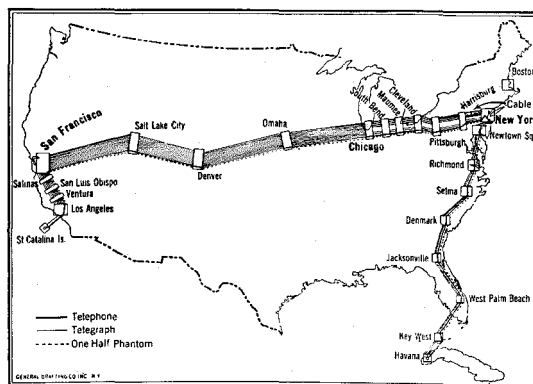 Boston
Cleveland
Maumee
South Bend
Harrisburg
Cable
New York
Newtown Sq.
Pittsburgh
Chicago
Omaha
Salt Lake City
San Francisco
Denver
Richmond
Salinas
San Luis Obispo
Ventura
Los Angeles
St Catalina Is.
Selma
Denmark
Jacksonville
West Palm Beach
Key West
Havana
Telephone
Telegraph
One Half Phantom
GENERAL DRAFTING CO INC N.Y.